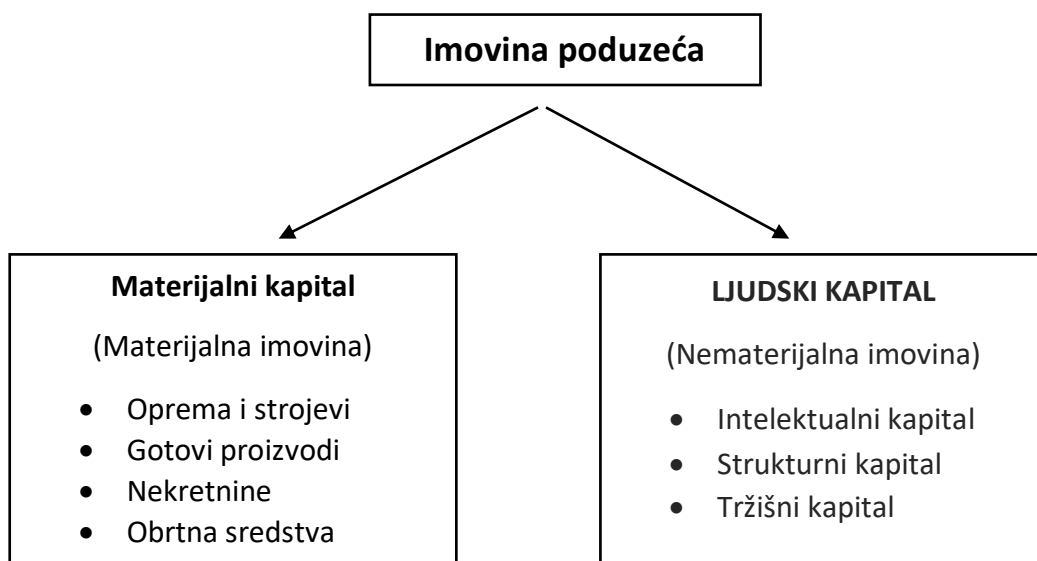 Imovina poduzeća
Materijalni kapital
(Materijalna imovina)
• Oprema i strojevi
• Gotovi proizvodi
• Nekretnine
• Obrtna sredstva
LJUDSKI KAPITAL
(Nematerijalna imovina)
• Intelektualni kapital
• Strukturni kapital
• Tržišni kapital